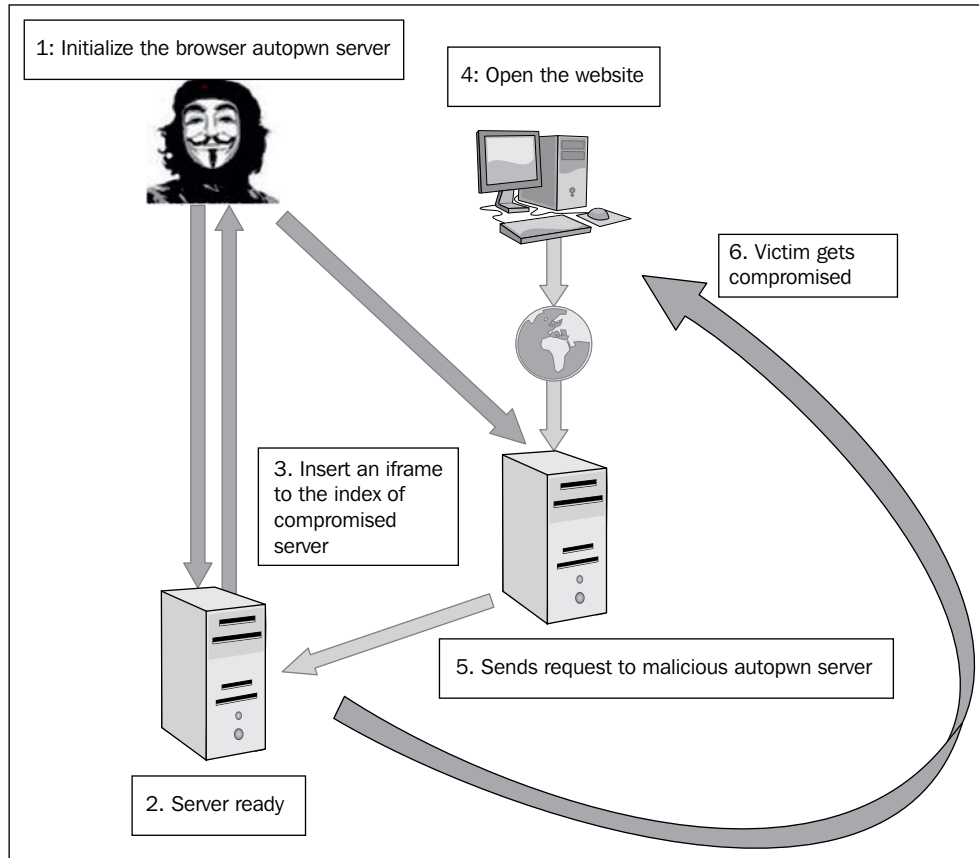 1: Initialize the browser autopwn server
4: Open the website
6. Victim gets
compromised
3. Insert an iframe
to the index of
compromised
server
5. Sends request to malicious autopwn server
2. Server ready